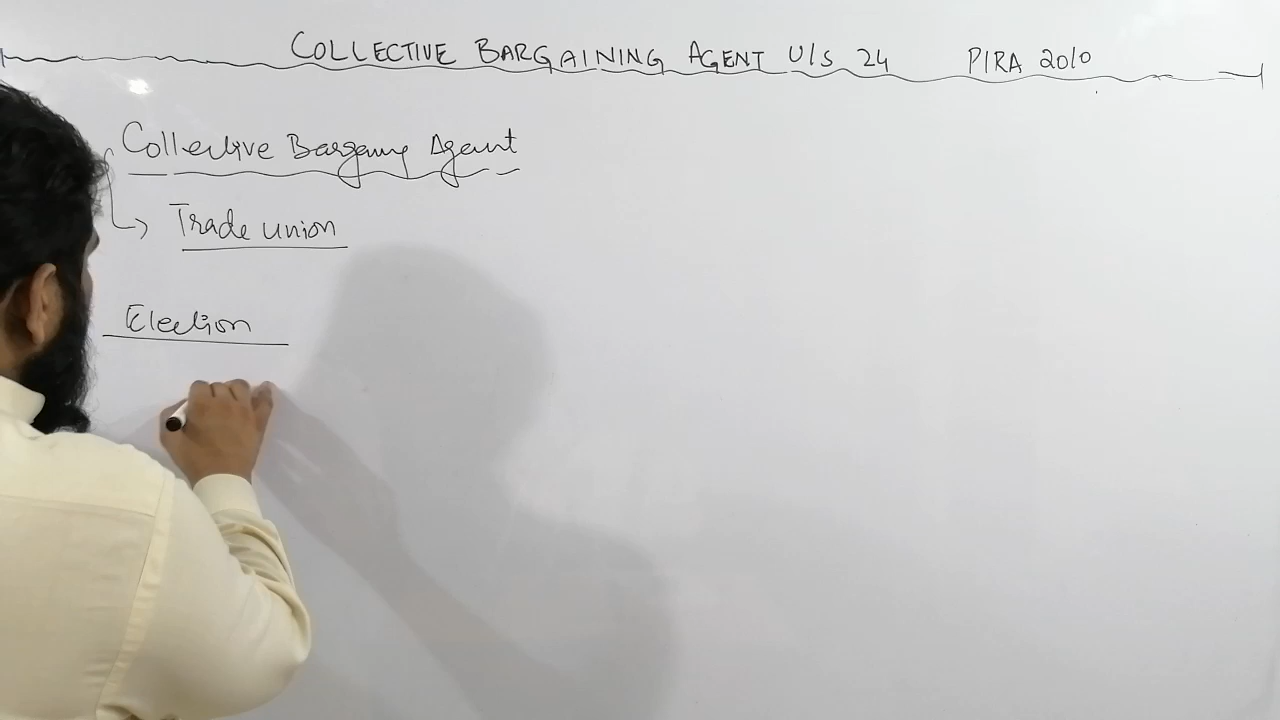 COLLECTIVE BARGAINING AGENT U/S 24 PIRA 2010
Collective Bargaining Agent
→ Trade union
Election